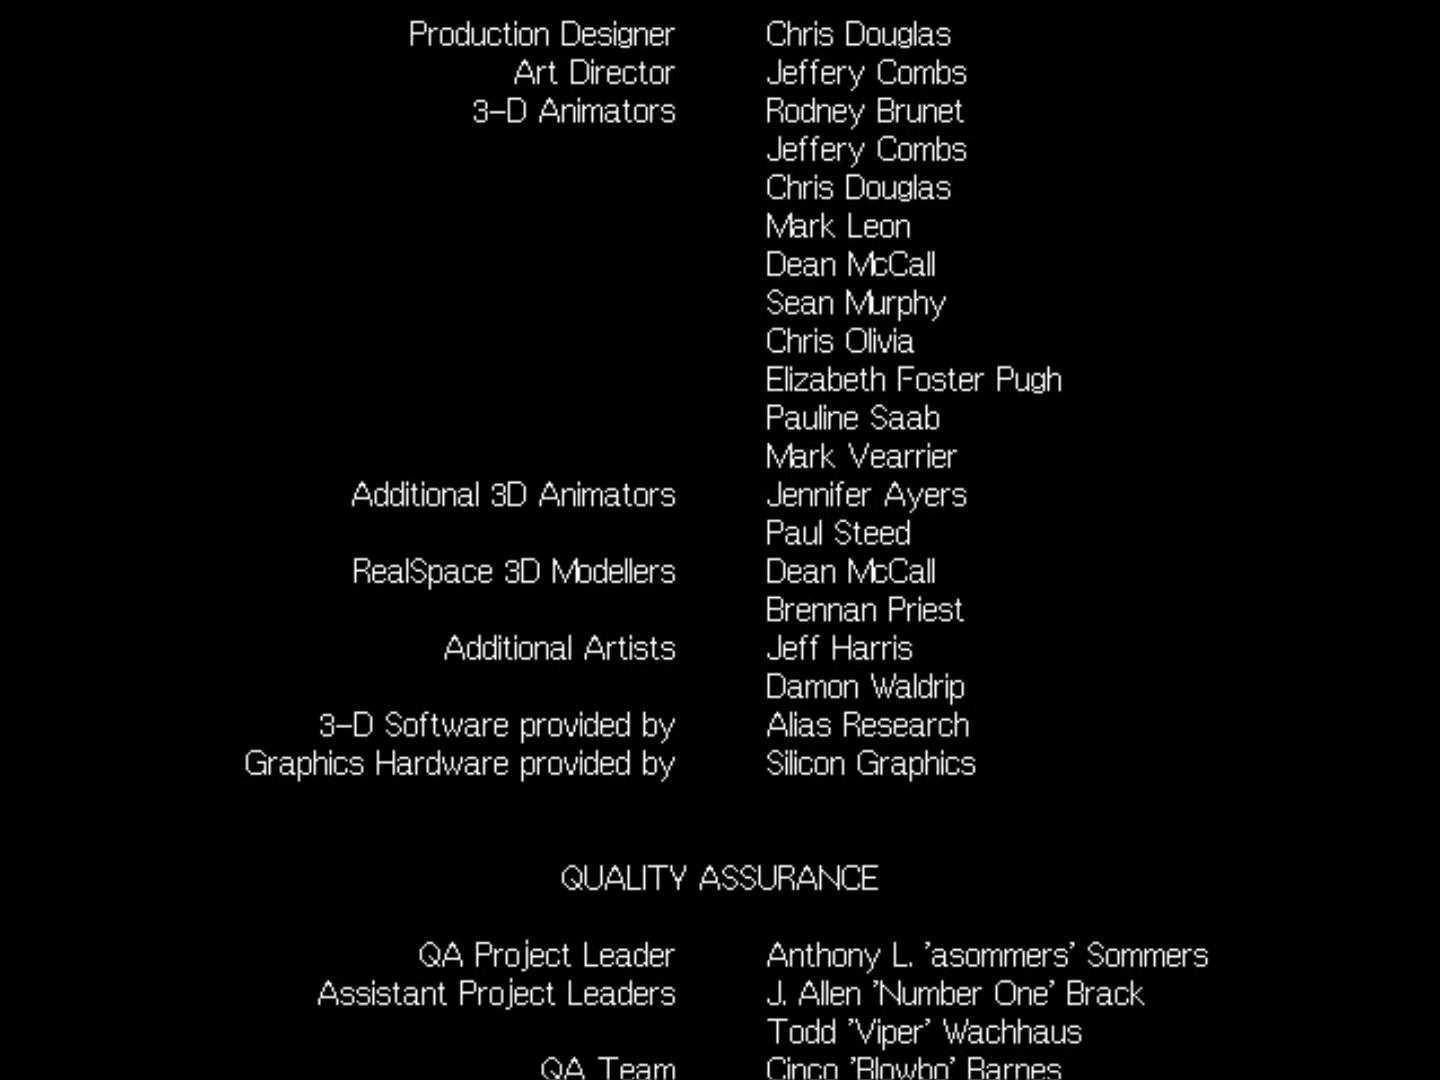 Production Designer Chris Douglas
Art Director Jeffery Combs
3-D Animators Rodney Brunet
Jeffery Combs
Chris Douglas
Mark Leon
Dean McCall
Sean Murphy
Chris Olivia
Elizabeth Foster Pugh
Pauline Saab
Mark Vearrier
Additional 3D Animators Jennifer Ayers
Paul Steed
RealSpace 3D Modellers Dean McCall
Brennan Priest
Additional Artists Jeff Harris
Damon Waldrip
3-D Software provided by Alias Research
Graphics Hardware provided by Silicon Graphics
QUALITY ASSURANCE
QA Project Leader Anthony L. 'asommers' Sommers
Assistant Project Leaders J. Allen 'Number One' Brack
Todd 'Viper' Wachhaus
QA Team Cinco 'Blowbo' Barnes